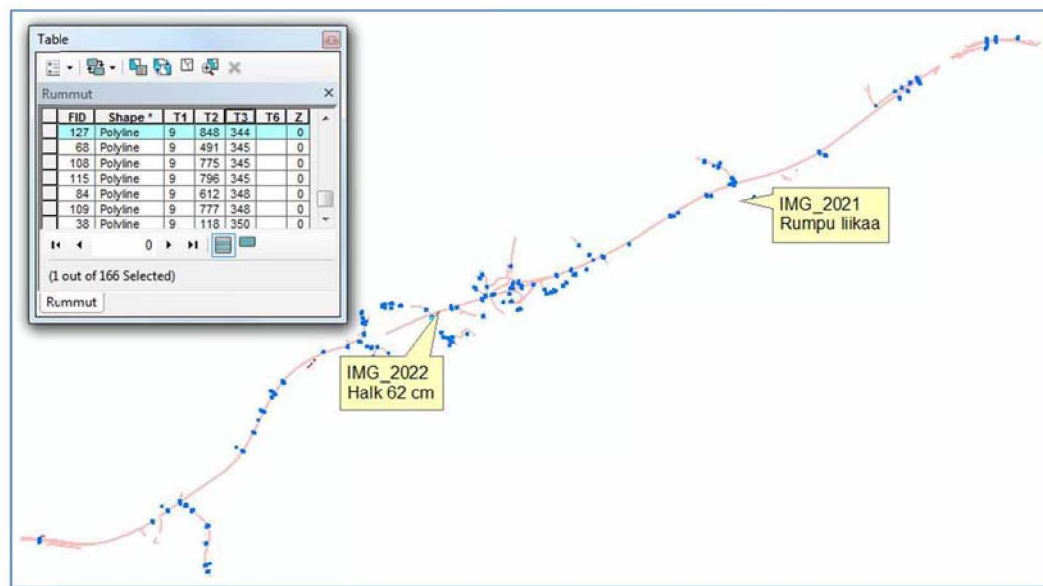 Table
Rummut
FID Shape * T1 T2 T3 T6 Z
127 Polyline 9 848 344 0
68 Polyline 9 491 345 0
108 Polyline 9 775 345 0
115 Polyline 9 796 345 0
84 Polyline 9 612 348 0
109 Polyline 9 777 348 0
38 Polyline 9 118 350 0
0
(1 out of 166 Selected)
Rummut
IMG_2021
Rumpu liikaa
IMG_2022
Halk 62 cm